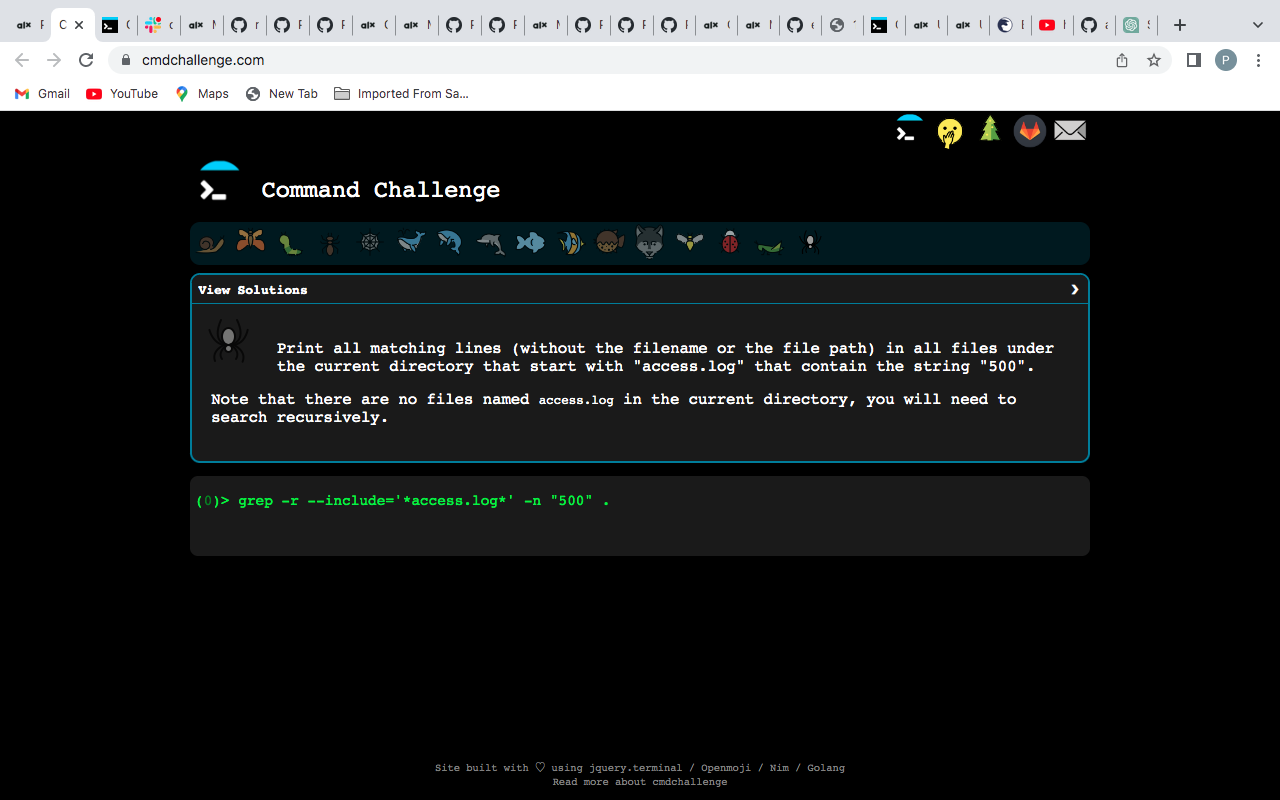 cmdchallenge.com
P
Gmail YouTube Maps New Tab Imported From Sa...
Command Challenge
View Solutions
Print all matching lines (without the filename or the file path) in all files under
the current directory that start with "access.log" that contain the string "500".
Note that there are no files named access.log in the current directory, you will need to
search recursively.
(0)> grep -r --include='*access.log*' -n "500" .
Site built with ♡ using jquery.terminal / Openmoji / Nim / Golang
Read more about cmdchallenge